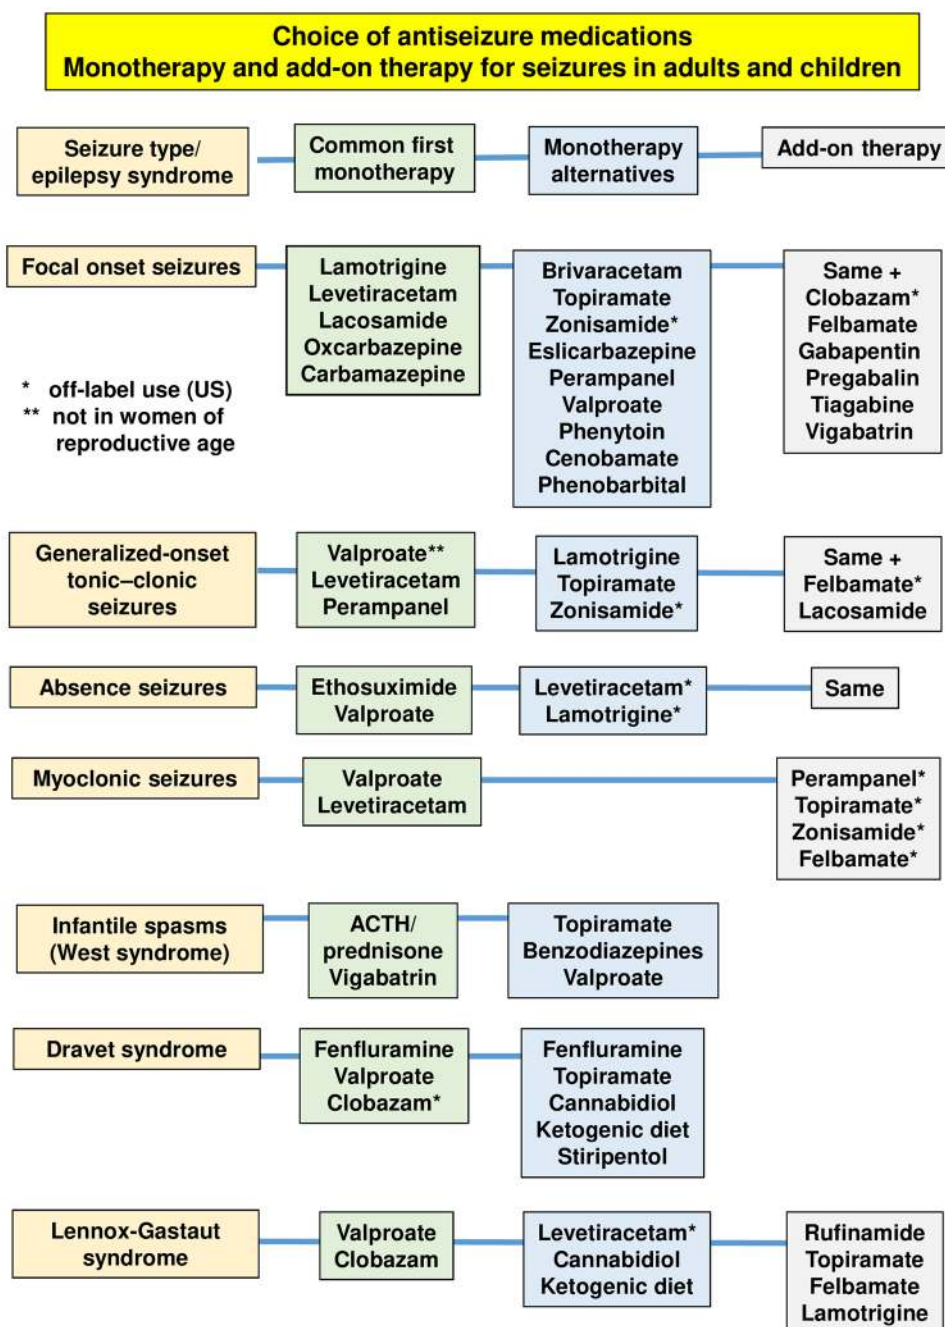 Choice of antiseizure medications
Monotherapy and add-on therapy for seizures in adults and children
Seizure type/
epilepsy syndrome
Common first
monotherapy
Monotherapy
alternatives
Add-on therapy
Focal onset seizures
Lamotrigine
Levetiracetam
Lacosamide
Oxcarbazepine
Carbamazepine
Brivaracetam
Topiramate
Zonisamide*
Eslicarbazepine
Perampanel
Valproate
Phenytoin
Cenobamate
Phenobarbital
Same +
Clobazam*
Felbamate
Gabapentin
Pregabalin
Tiagabine
Vigabatrin
* off-label use (US)
** not in women of
reproductive age
Generalized-onset
tonic–clonic
seizures
Valproate**
Levetiracetam
Perampanel
Lamotrigine
Topiramate
Zonisamide*
Same +
Felbamate*
Lacosamide
Absence seizures
Ethosuximide
Valproate
Levetiracetam*
Lamotrigine*
Same
Myoclonic seizures
Valproate
Levetiracetam
Perampanel*
Topiramate*
Zonisamide*
Felbamate*
Infantile spasms
(West syndrome)
ACTH/
prednisone
Vigabatrin
Topiramate
Benzodiazepines
Valproate
Dravet syndrome
Fenfluramine
Valproate
Clobazam*
Fenfluramine
Topiramate
Cannabidiol
Ketogenic diet
Stiripentol
Lennox-Gastaut
syndrome
Valproate
Clobazam
Levetiracetam*
Cannabidiol
Ketogenic diet
Rufinamide
Topiramate
Felbamate
Lamotrigine